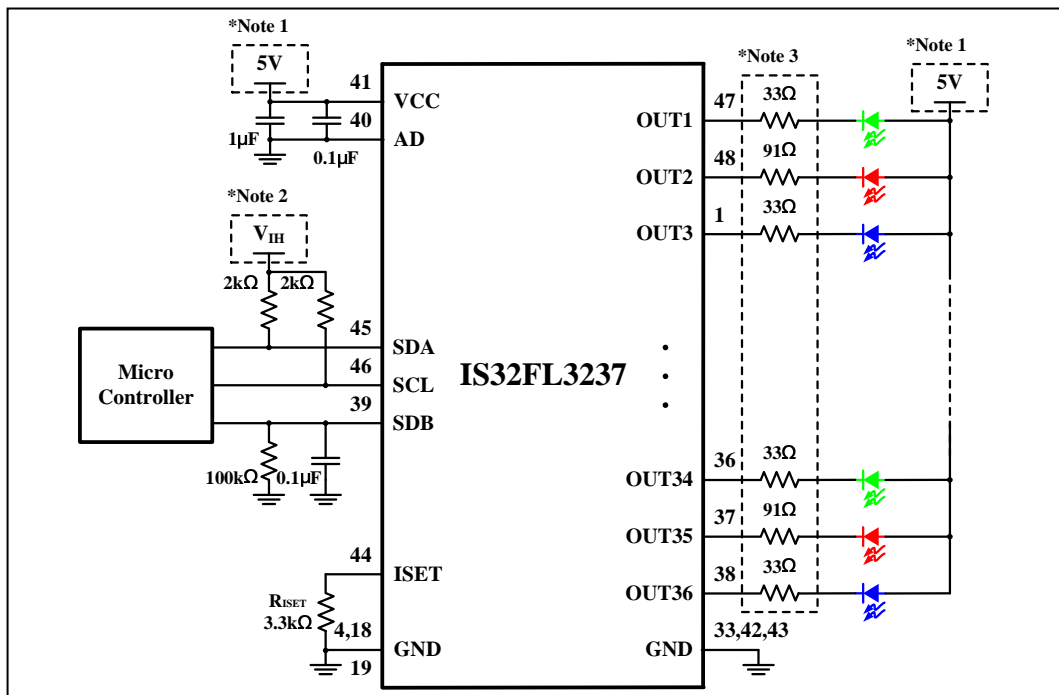 *Note 1
5V
41
VCC
40
AD
1μF
0.1μF
*Note 2
VIH
2kΩ
2kΩ
Micro
Controller
45
SDA
46
SCL
39
SDB
100kΩ
0.1μF
44
ISET
RISET
3.3kΩ
4,18
GND
19
IS32FL3237
*Note 3
*Note 1
5V
OUT1
47
33Ω
OUT2
48
91Ω
OUT3
1
33Ω
OUT34
36
33Ω
OUT35
37
91Ω
OUT36
38
33Ω
GND
33,42,43